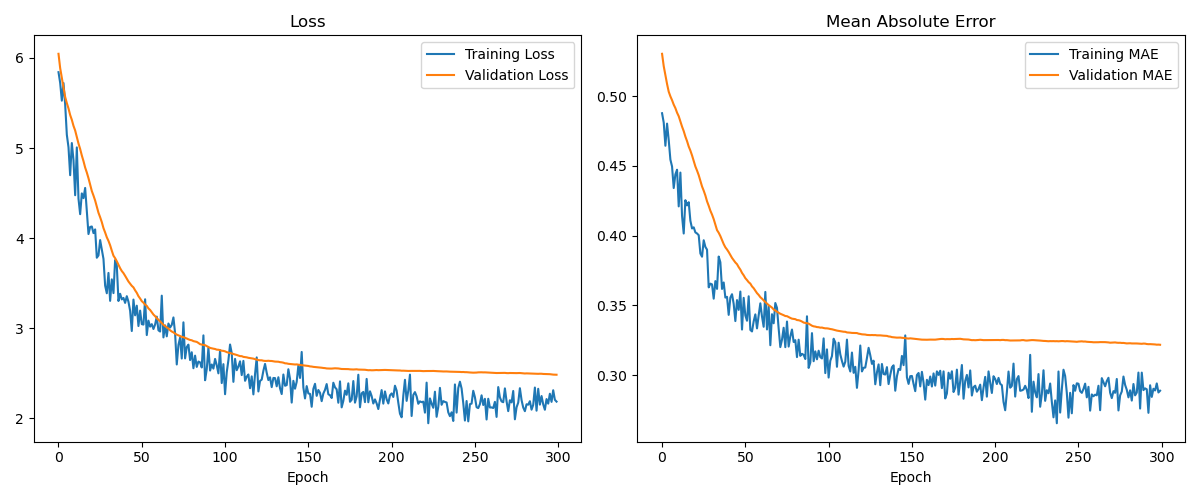 Loss
6
5
4
3
2
0 50 100 150 200 250 300
Epoch
Training Loss
Validation Loss
Mean Absolute Error
0.50
0.45
0.40
0.35
0.30
0 50 100 150 200 250 300
Epoch
Training MAE
Validation MAE